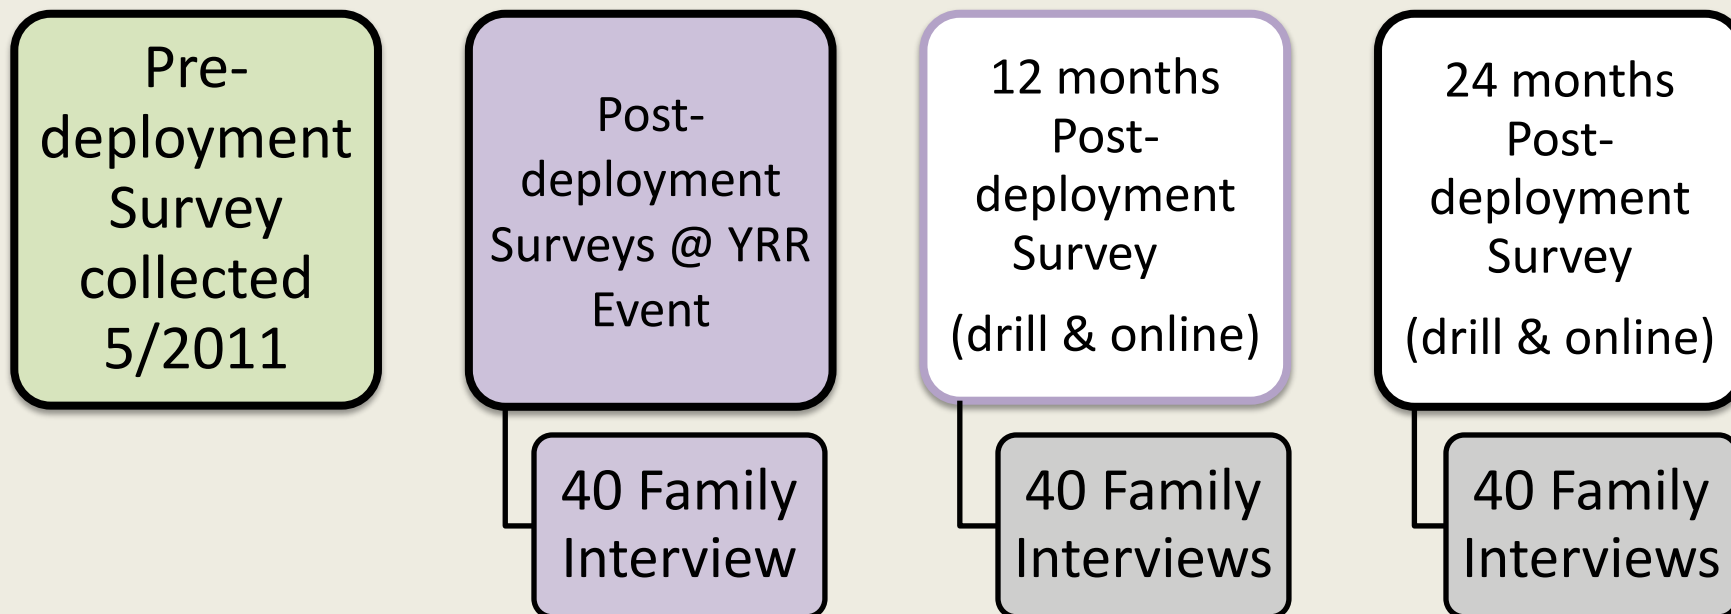 Pre-
deployment
Survey
collected
5/2011
Post-
deployment
Surveys @ YRR
Event
40 Family
Interview
12 months
Post-
deployment
Survey
(drill & online)
40 Family
Interviews
24 months
Post-
deployment
Survey
(drill & online)
40 Family
Interviews